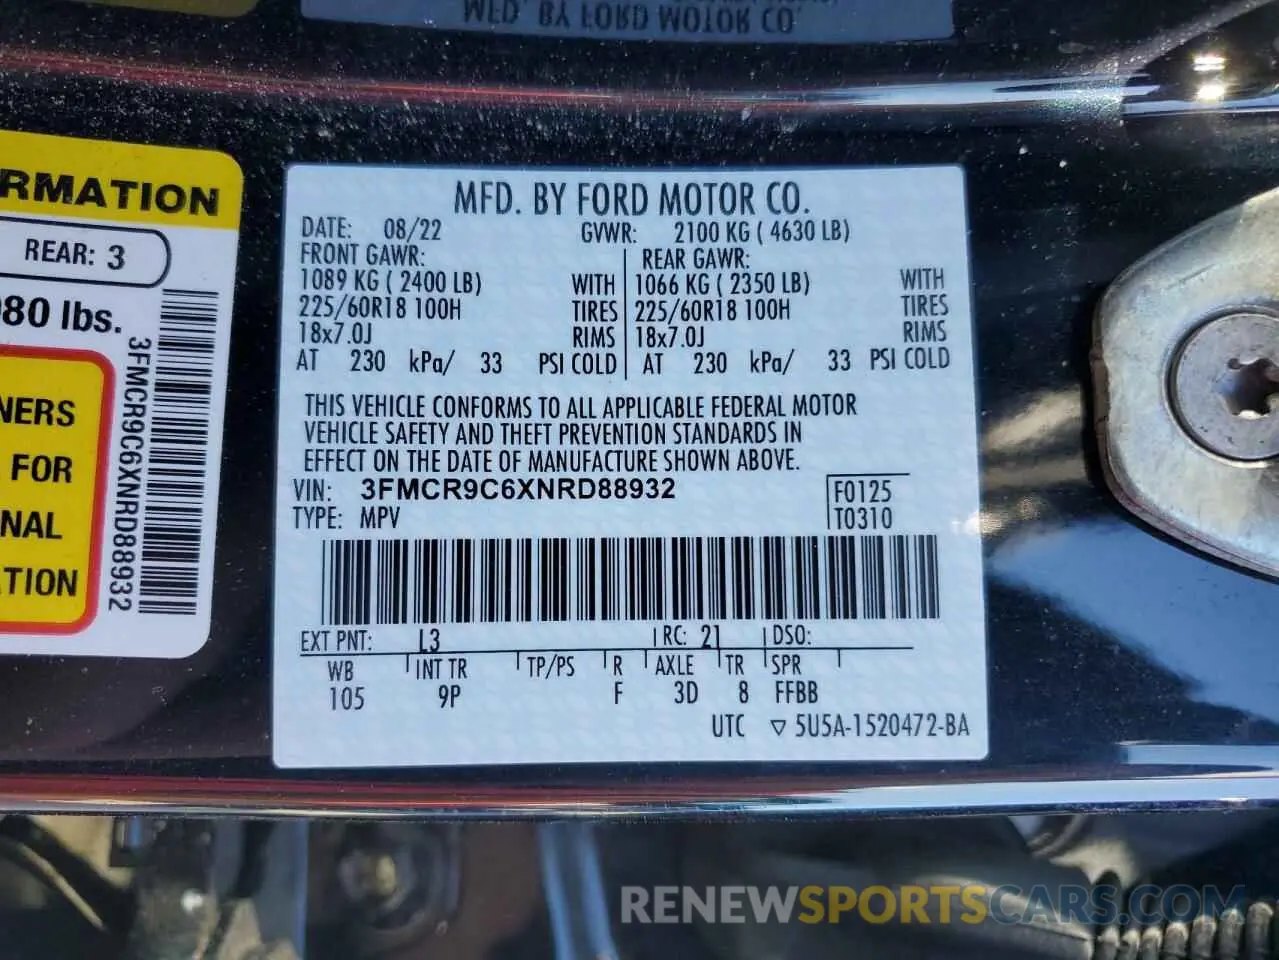 MFD. BY FORD MOTOR CO.
RMATION
REAR: 3
80 lbs.
NERS
FOR
NAL
TION
3FMCR9C6XNRD88932
MFD. BY FORD MOTOR CO.
DATE: 08/22 GVWR: 2100 KG ( 4630 LB)
FRONT GAWR: REAR GAWR:
1089 KG ( 2400 LB) WITH 1066 KG ( 2350 LB) WITH
225/60R18 100H TIRES 225/60R18 100H TIRES
18x7.0J RIMS 18x7.0J RIMS
AT 230 kPa/ 33 PSI COLD AT 230 kPa/ 33 PSI COLD
THIS VEHICLE CONFORMS TO ALL APPLICABLE FEDERAL MOTOR
VEHICLE SAFETY AND THEFT PREVENTION STANDARDS IN
EFFECT ON THE DATE OF MANUFACTURE SHOWN ABOVE.
VIN: 3FMCR9C6XNRD88932 F0125
TYPE: MPV T0310
EXT PNT: L3 RC: 21 DSO:
WB INT TR TP/PS R AXLE TR SPR
105 9P F 3D 8 FFBB
UTC ▽ 5U5A-1520472-BA
RENEWSPORTSCARS.COM